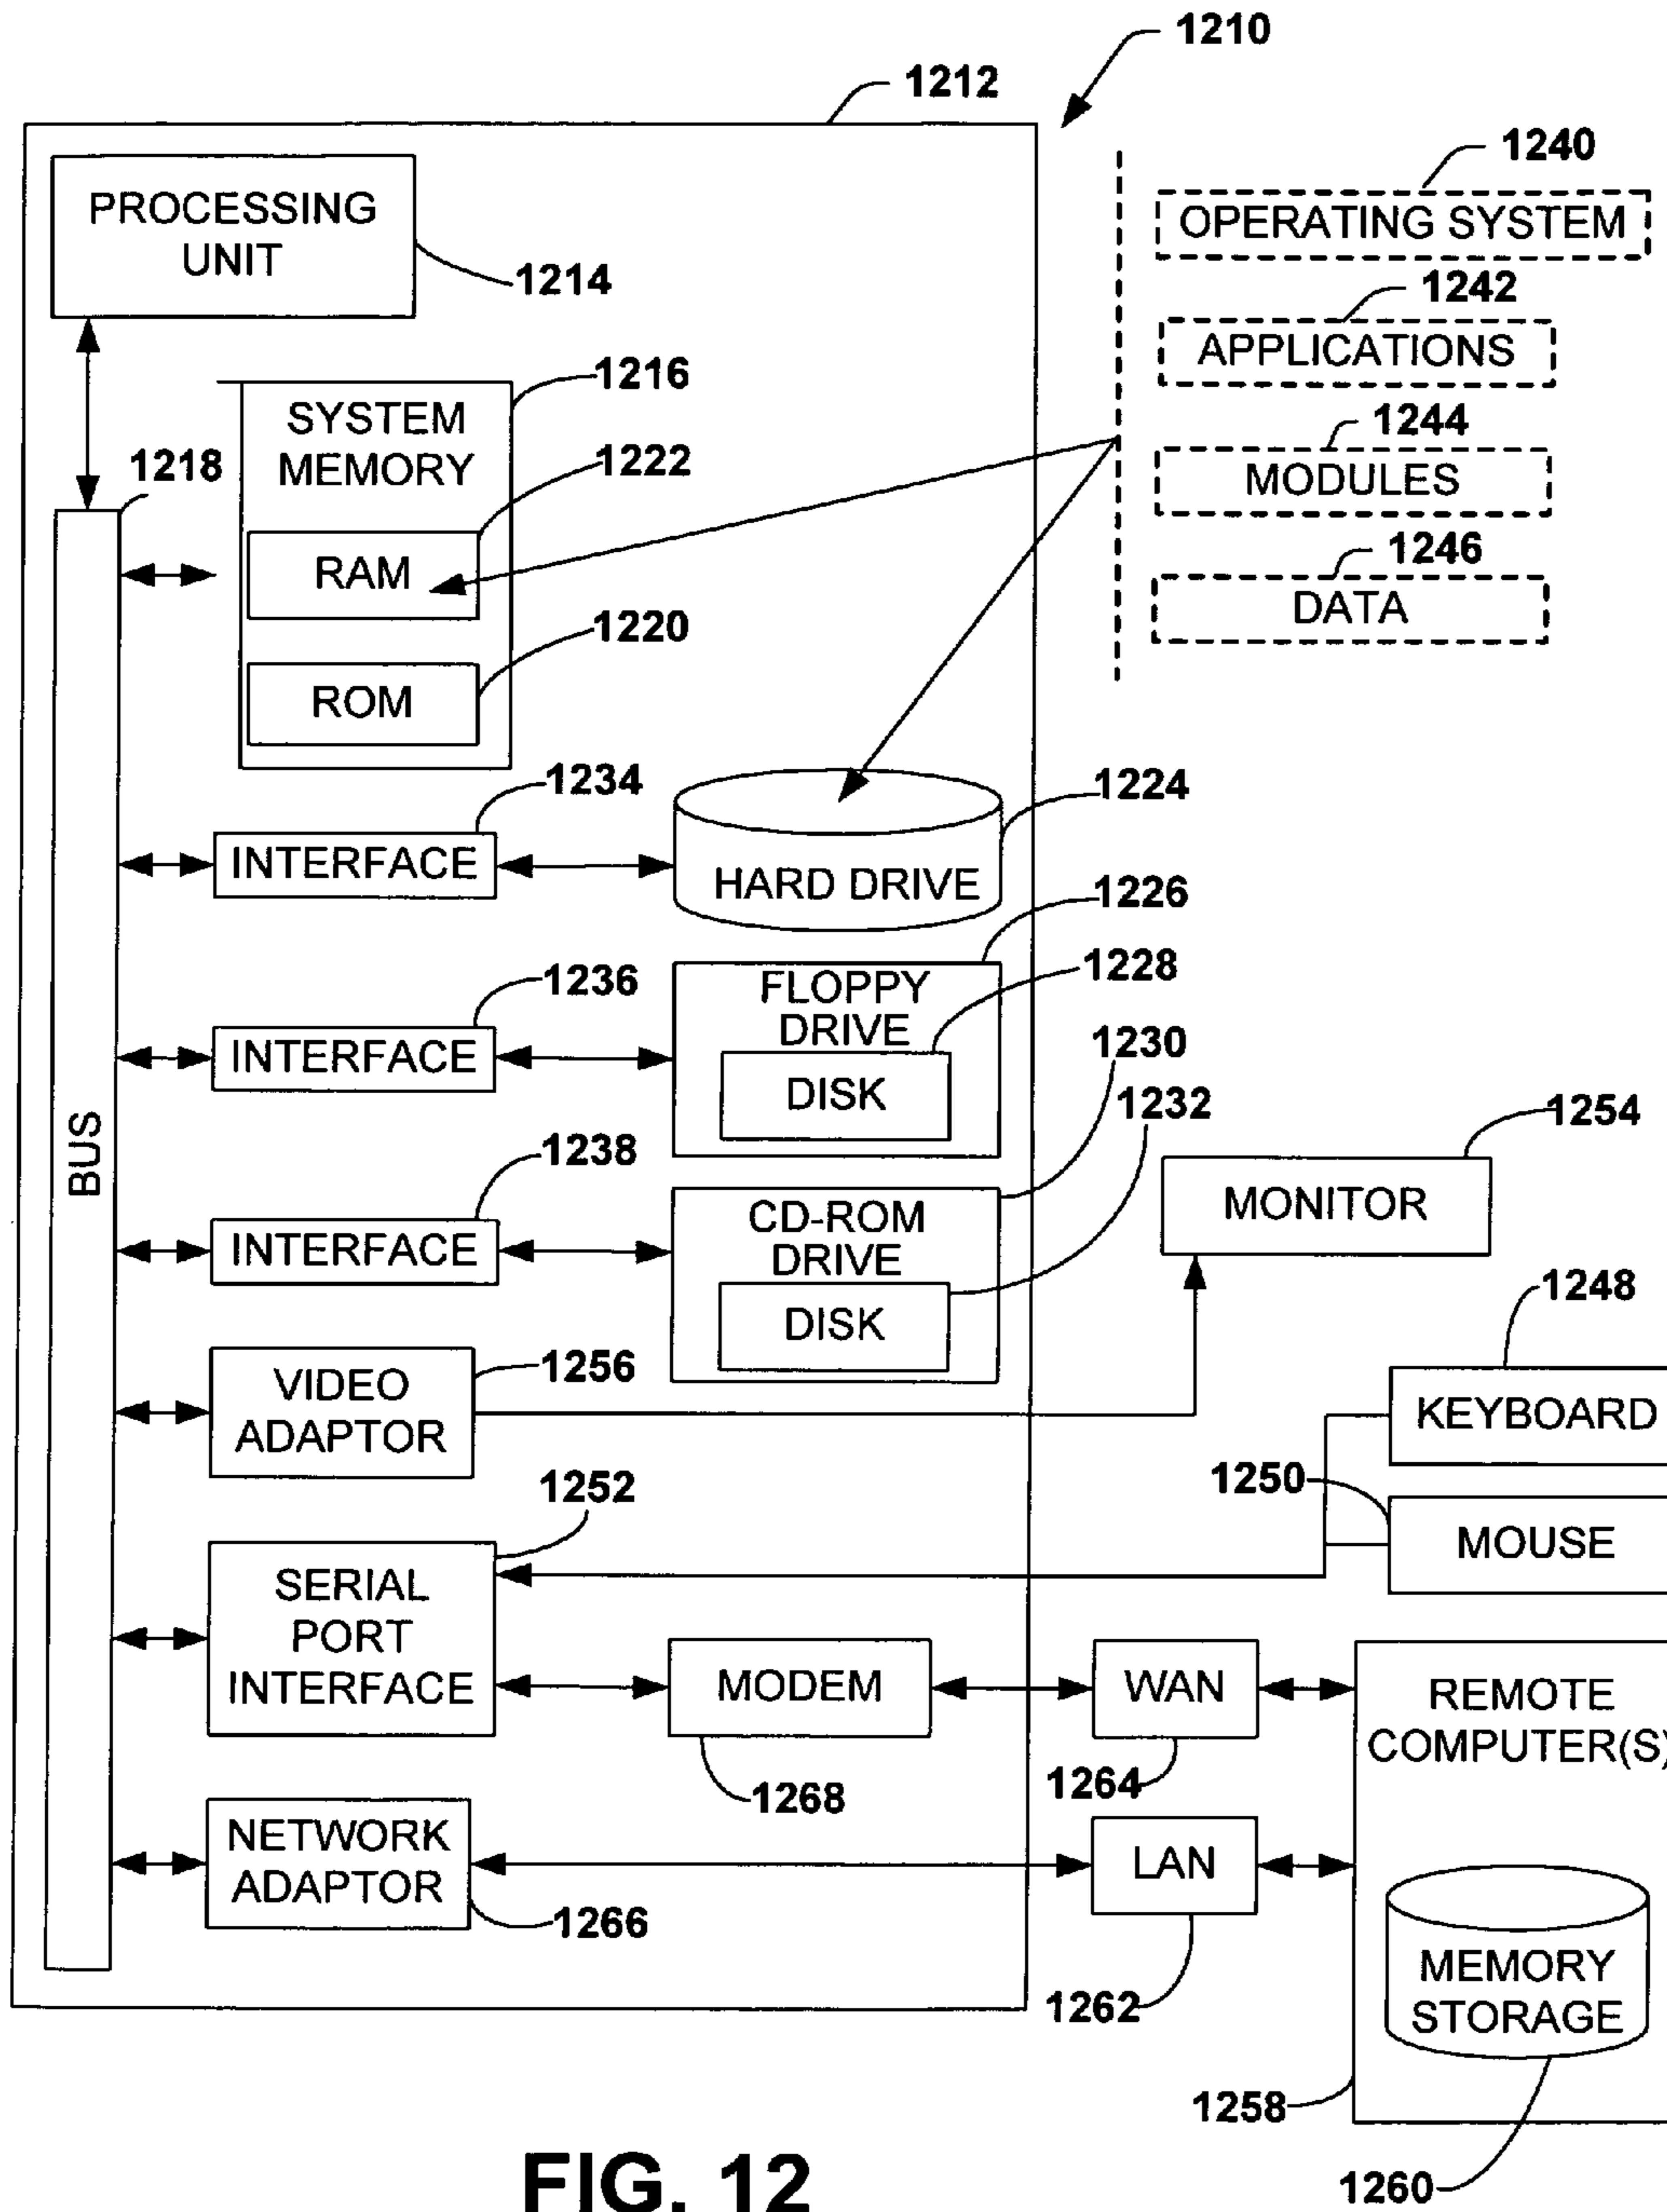 1210
1212
1240
PROCESSING
UNIT
1214
OPERATING SYSTEM
1242
APPLICATIONS
1216
SYSTEM
MEMORY
1244
MODULES
1218
1222
RAM
1246
DATA
1220
ROM
1234
INTERFACE
1224
HARD DRIVE
1226
1236
INTERFACE
FLOPPY
DRIVE
1228
DISK
1230
1232
BUS
1238
INTERFACE
CD-ROM
DRIVE
DISK
1254
MONITOR
1256
VIDEO
ADAPTOR
1248
KEYBOARD
1250
MOUSE
1252
SERIAL
PORT
INTERFACE
MODEM
1268
WAN
1264
REMOTE
COMPUTER(S)
NETWORK
ADAPTOR
1266
LAN
1262
MEMORY
STORAGE
1258
1260
FIG. 12